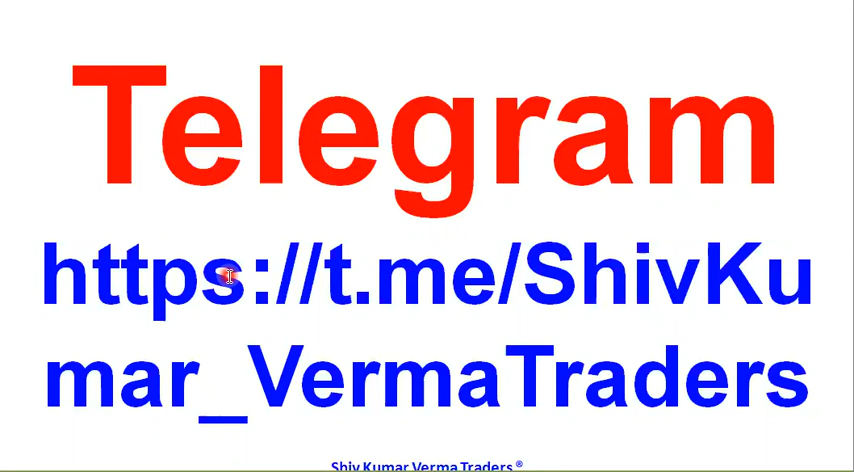 Telegram
https://t.me/ShivKu
mar_VermaTraders
Shiv Kumar Verma Traders ®